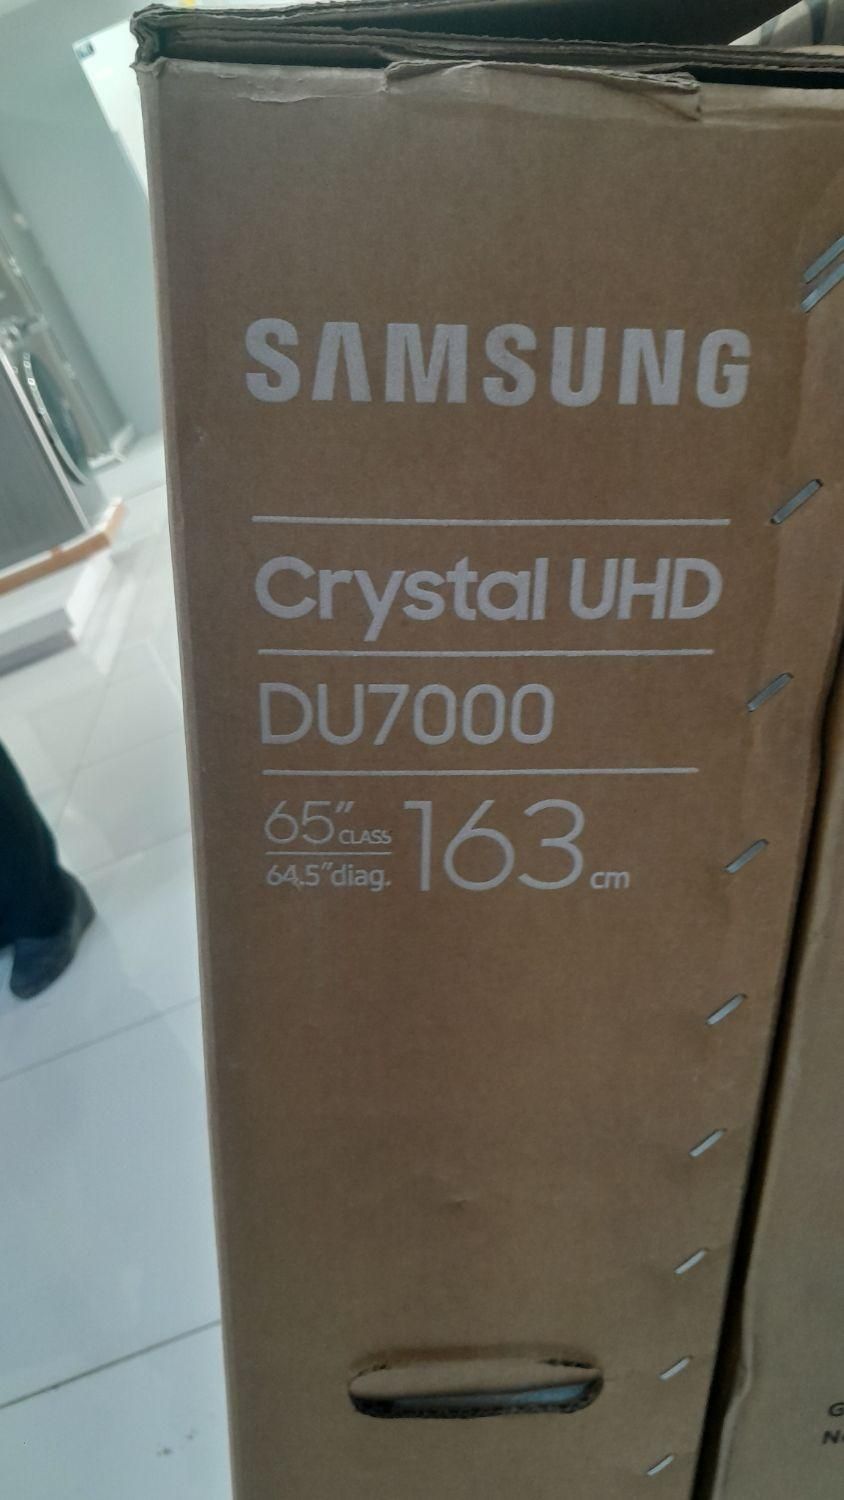 SAMSUNG
Crystal UHD
DU7000
65" CLASS
64.5" diag.
163 cm